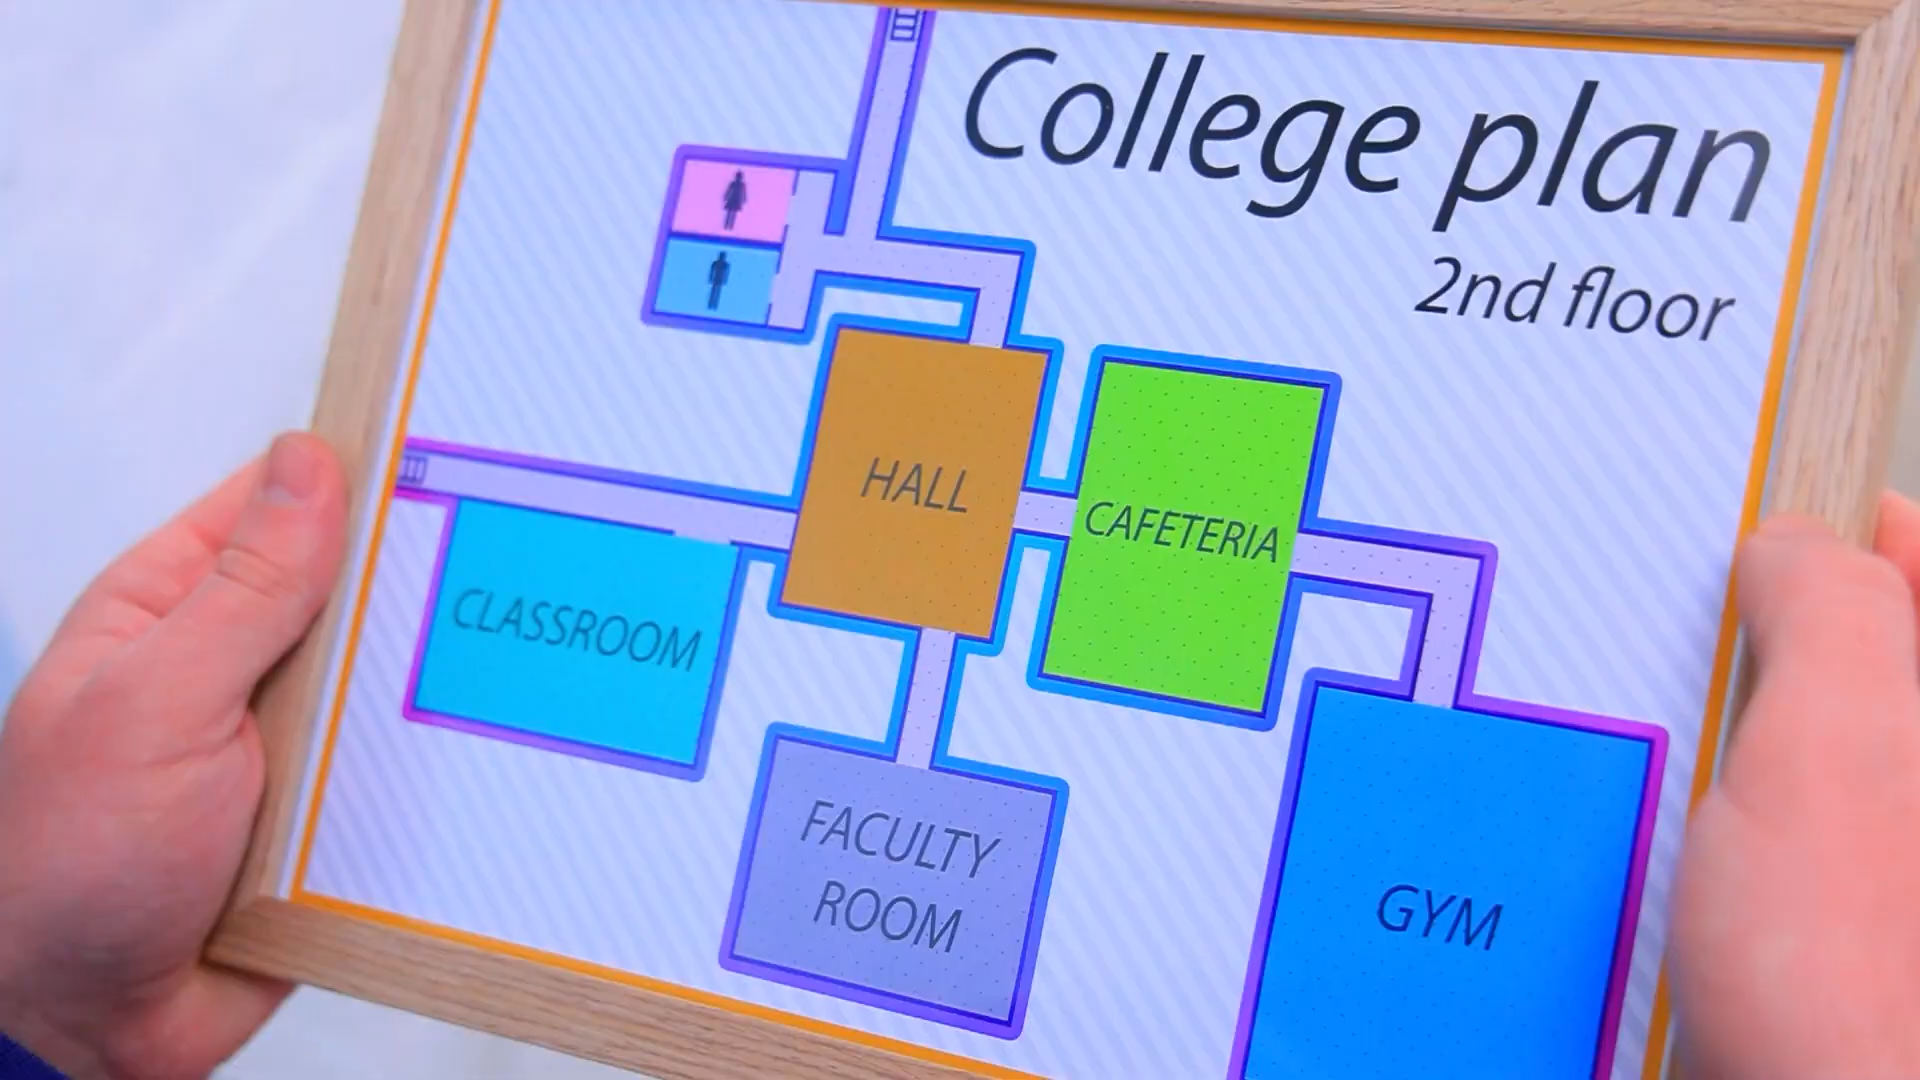 College plan
2nd floor
HALL
CAFETERIA
CLASSROOM
FACULTY
ROOM
GYM